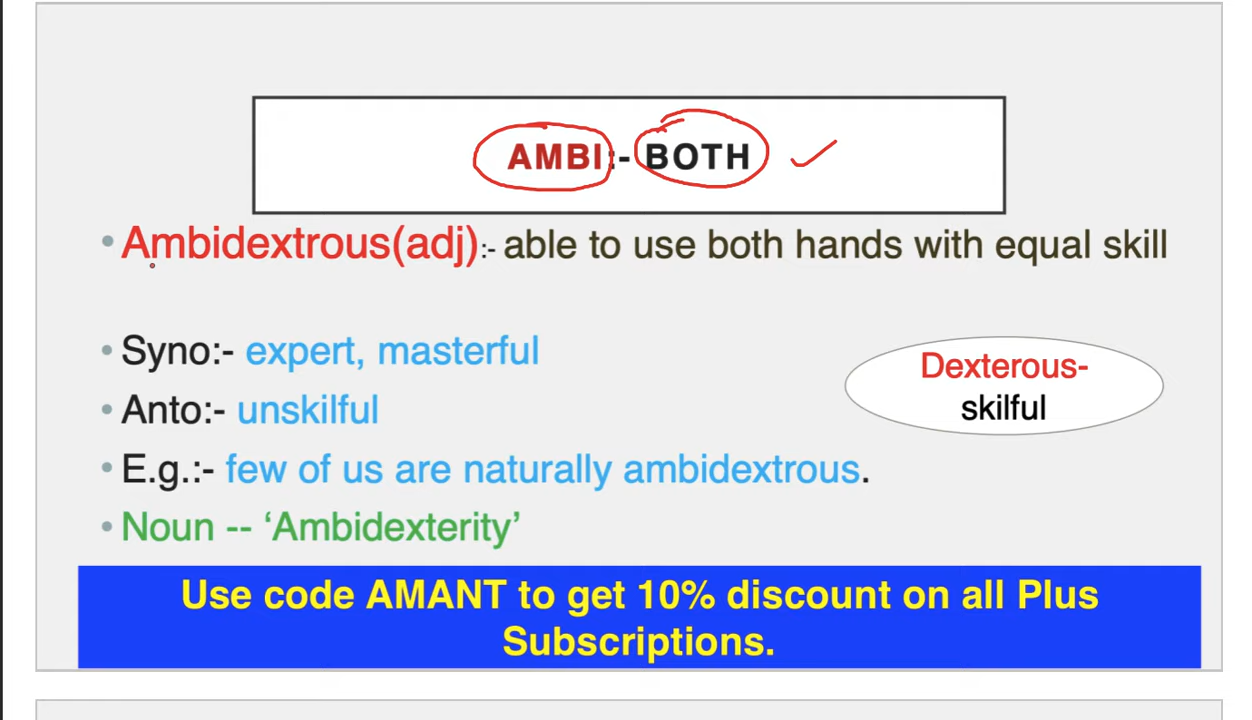 AMBI:- BOTH
• Ambidextrous(adj):- able to use both hands with equal skill
• Syno:- expert, masterful
Dexterous-
skilful
• Anto:- unskilful
• E.g.:- few of us are naturally ambidextrous.
• Noun -- ‘Ambidexterity’
Use code AMANT to get 10% discount on all Plus
Subscriptions.